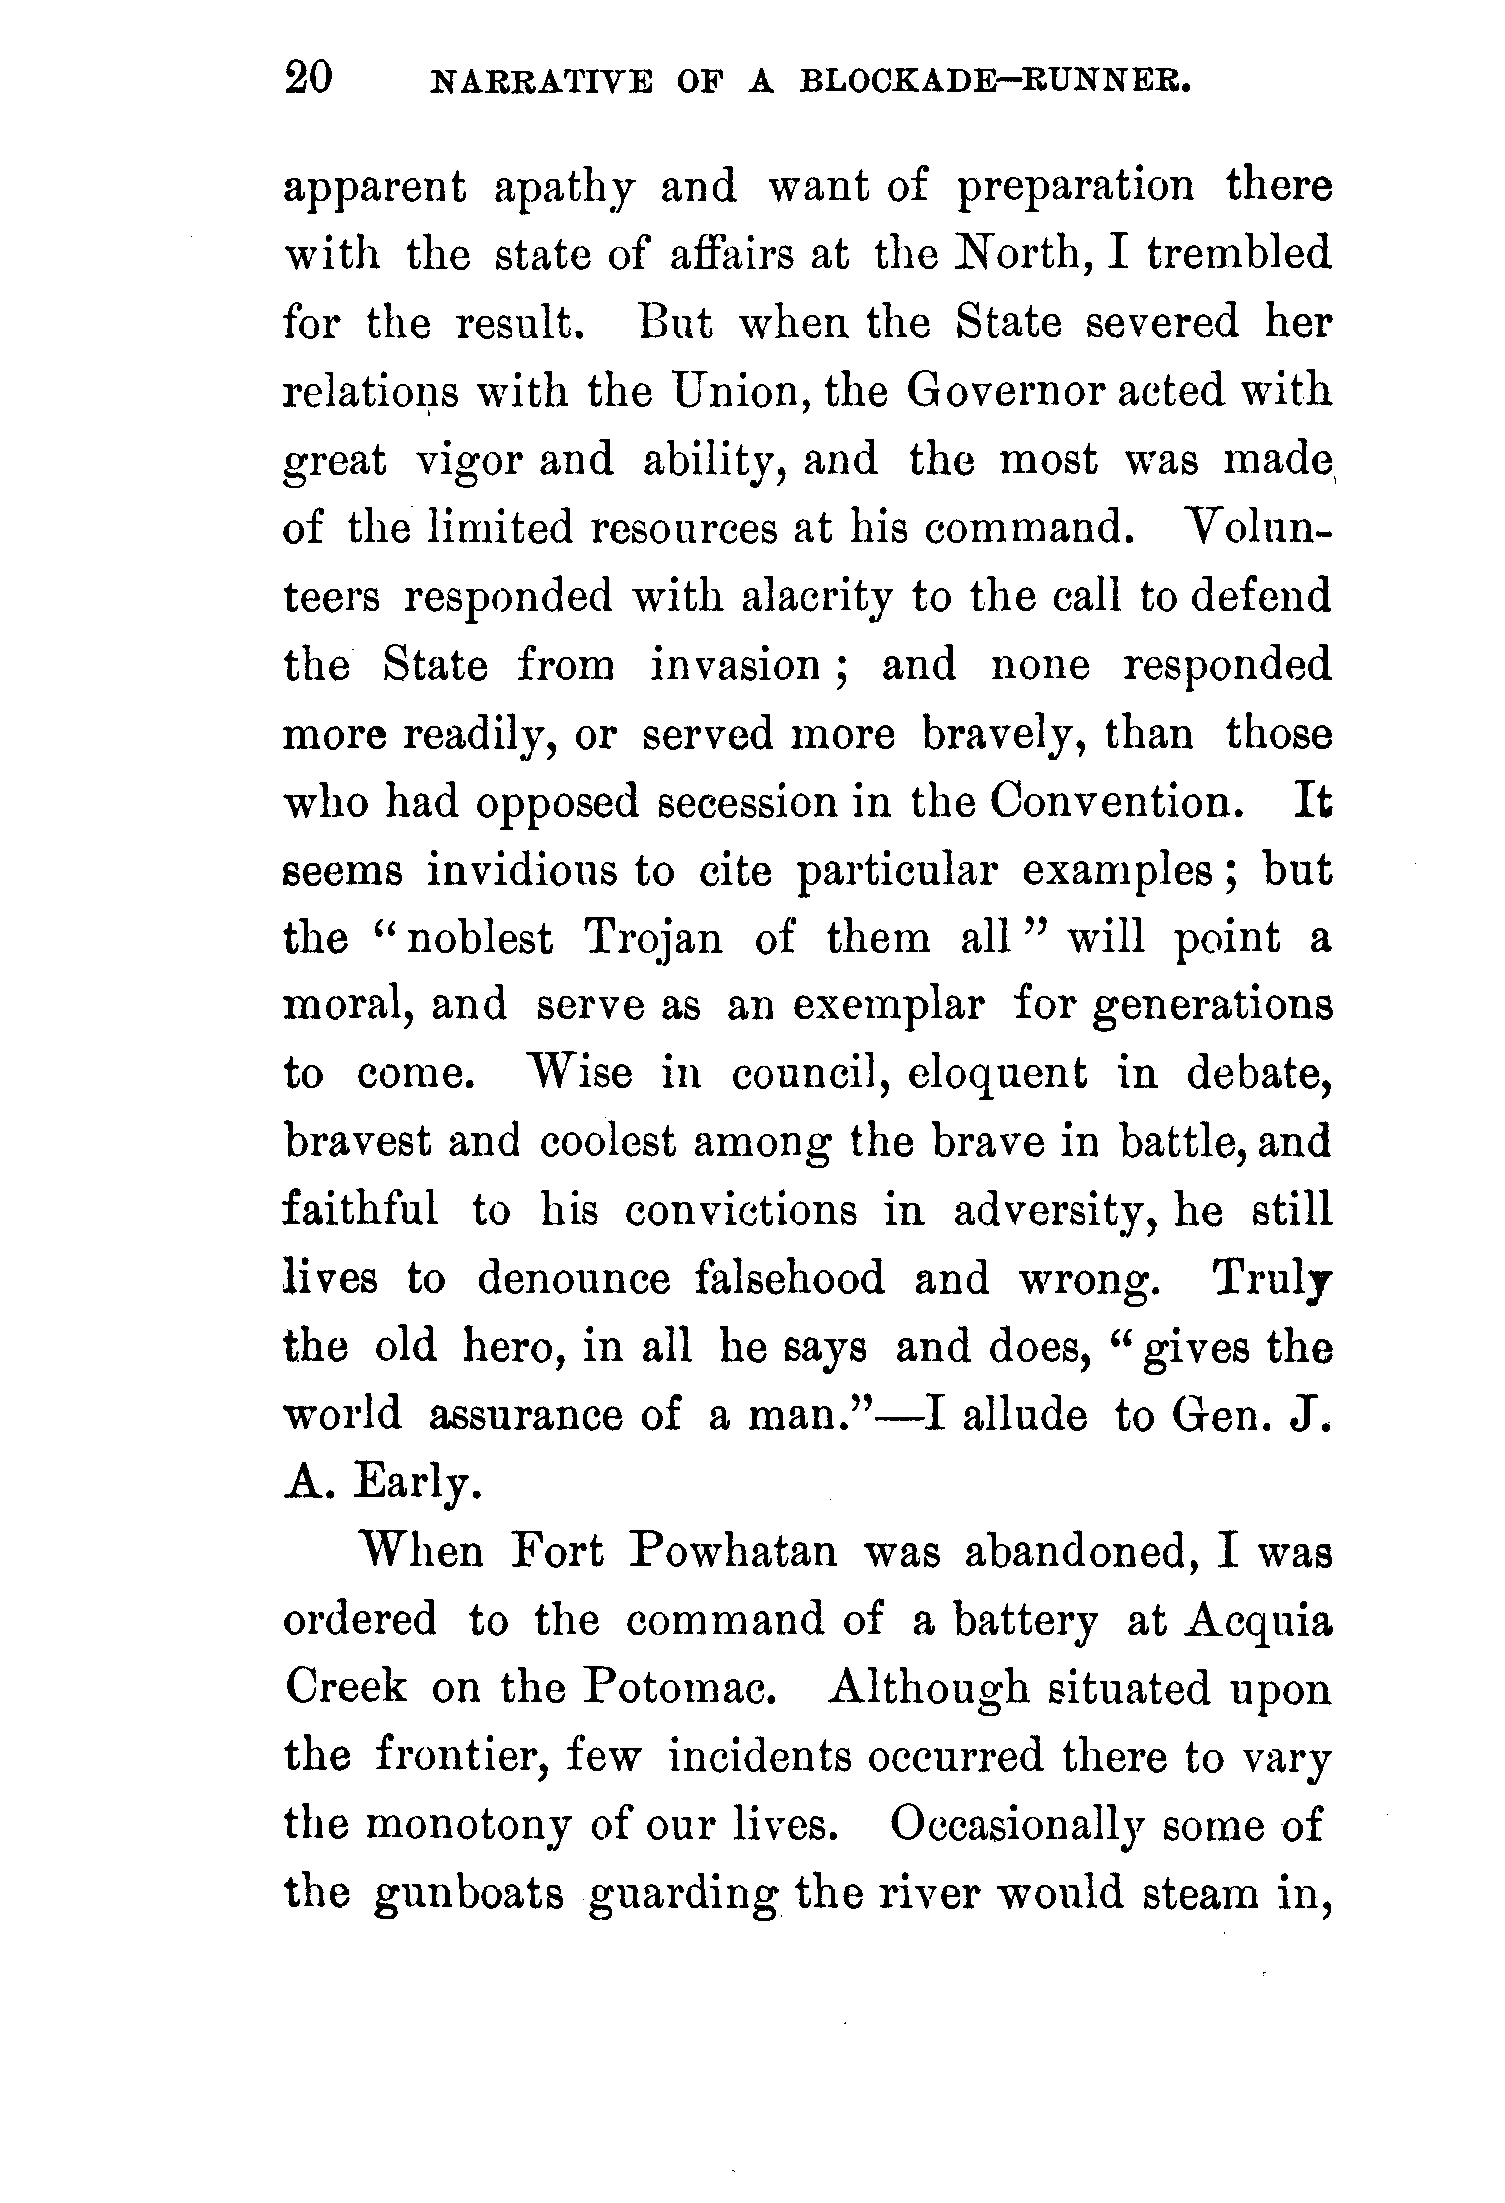 20 NARRATIVE OF A BLOCKADE-RUNNER.
apparent apathy and want of preparation there
with the state of affairs at the North, I trembled
for the result. But when the State severed her
relations with the Union, the Governor acted with
great vigor and ability, and the most was made
of the limited resources at his command. Volun-
teers responded with alacrity to the call to defend
the State from invasion ; and none responded
more readily, or served more bravely, than those
who had opposed secession in the Convention. It
seems invidious to cite particular examples ; but
the “ noblest Trojan of them all ” will point a
moral, and serve as an exemplar for generations
to come. Wise in council, eloquent in debate,
bravest and coolest among the brave in battle, and
faithful to his convictions in adversity, he still
lives to denounce falsehood and wrong. Truly
the old hero, in all he says and does, “ gives the
world assurance of a man.”—I allude to Gen. J.
A. Early.
When Fort Powhatan was abandoned, I was
ordered to the command of a battery at Acquia
Creek on the Potomac. Although situated upon
the frontier, few incidents occurred there to vary
the monotony of our lives. Occasionally some of
the gunboats guarding the river would steam in,